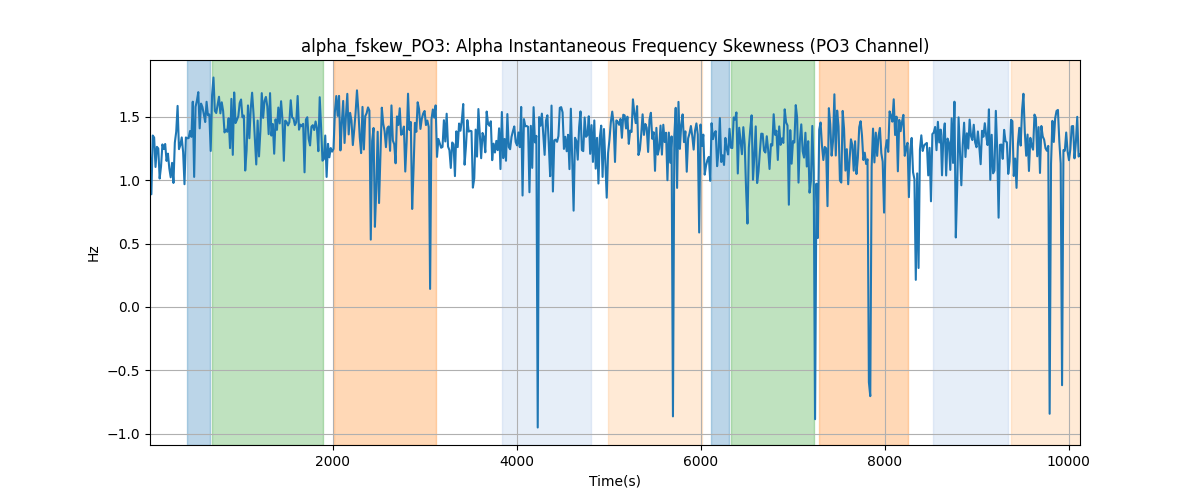 alpha_fskew_PO3: Alpha Instantaneous Frequency Skewness (PO3 Channel)
Hz
1.5
1.0
0.5
0.0
−0.5
−1.0
2000 4000 6000 8000 10000
Time(s)